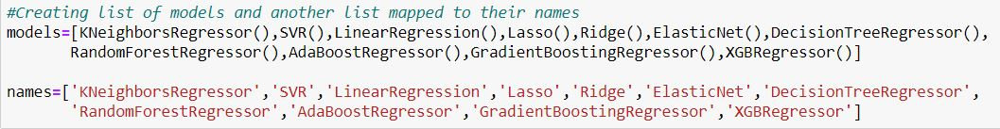 #Creating list of models and another list mapped to their names
models=[KNeighborsRegressor(),SVR(),LinearRegression(),Lasso(),Ridge(),ElasticNet(),DecisionTreeRegressor(),
RandomForestRegressor(),AdaBoostRegressor(),GradientBoostingRegressor(),XGBRegressor()]
names=['KNeighborsRegressor','SVR','LinearRegression','Lasso','Ridge','ElasticNet','DecisionTreeRegressor',
'RandomForestRegressor','AdaBoostRegressor','GradientBoostingRegressor','XGBRegressor']